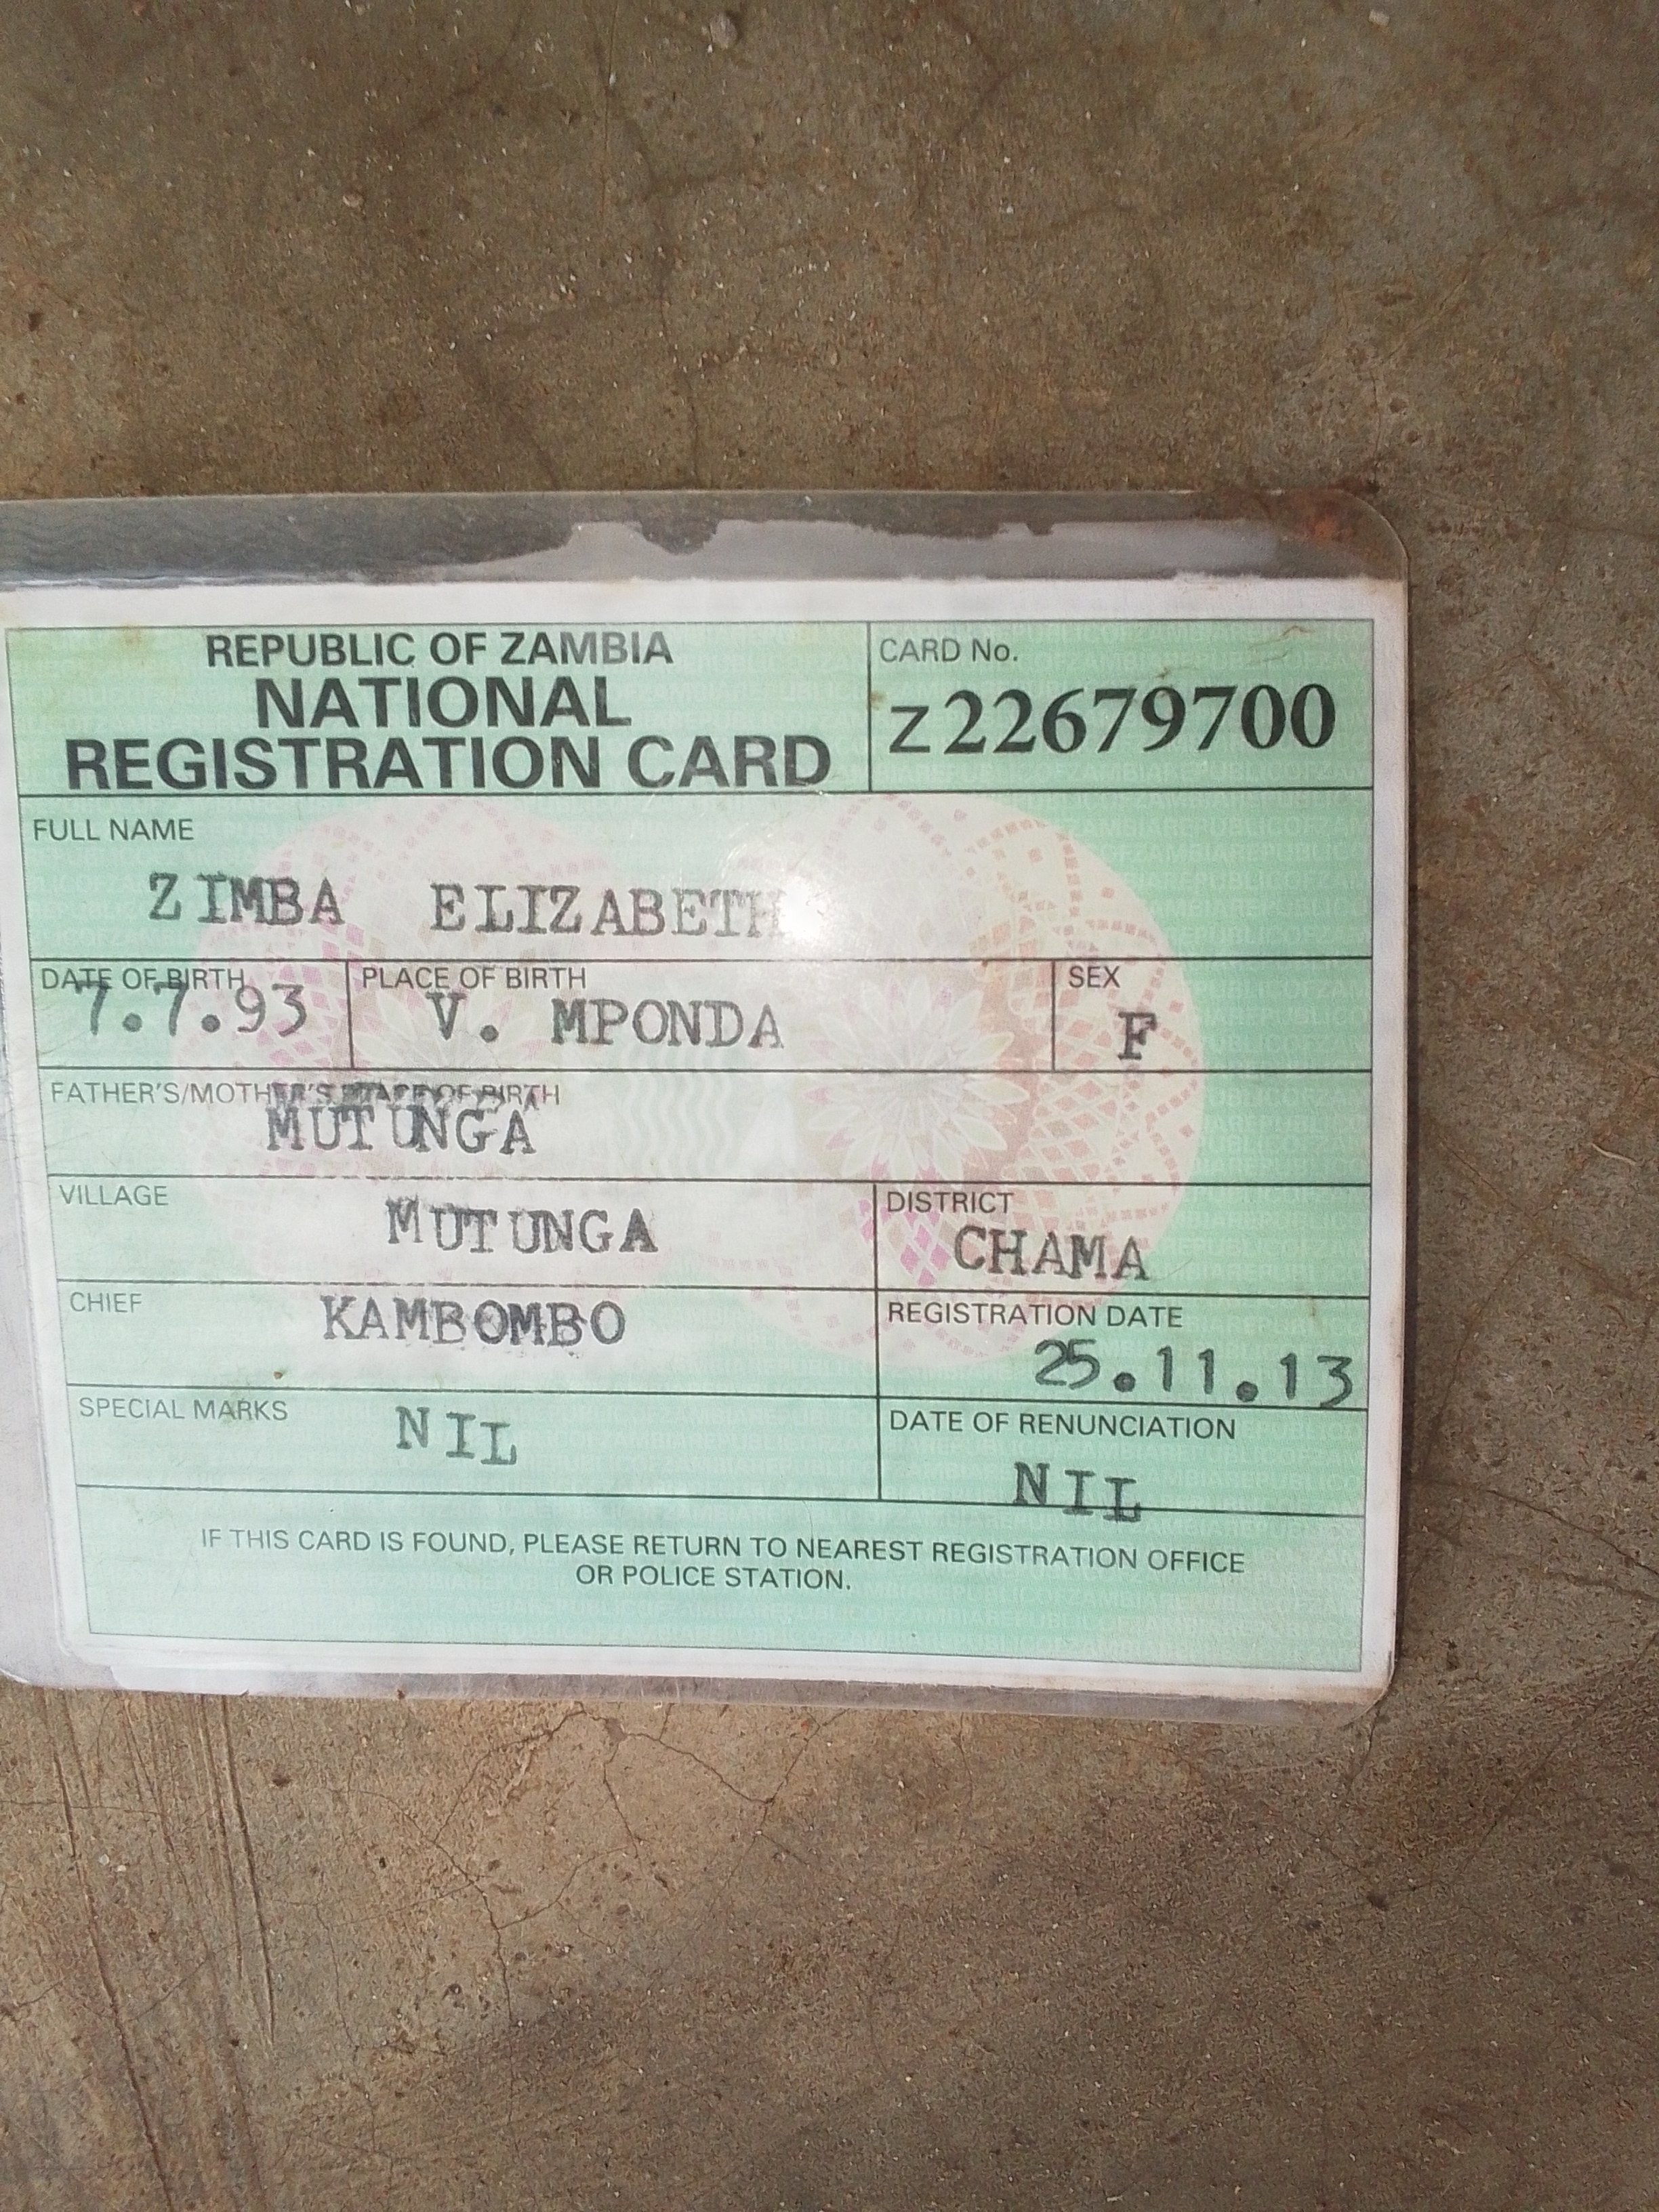 REPUBLIC OF ZAMBIA
NATIONAL
REGISTRATION CARD
CARD No.
Z22679700
FULL NAME
ZIMBA ELIZABETH
DATE OF BIRTH
7.7.93
PLACE OF BIRTH
V. MPONDA
SEX
F
FATHER'S/MOTHER'S PLACE OF BIRTH
MUTUNGA
VILLAGE
MUTUNGA
DISTRICT
CHAMA
CHIEF
KAMBOMBO
REGISTRATION DATE
25.11.13
SPECIAL MARKS
NIL
DATE OF RENUNCIATION
NIL
IF THIS CARD IS FOUND, PLEASE RETURN TO NEAREST REGISTRATION OFFICE
OR POLICE STATION.